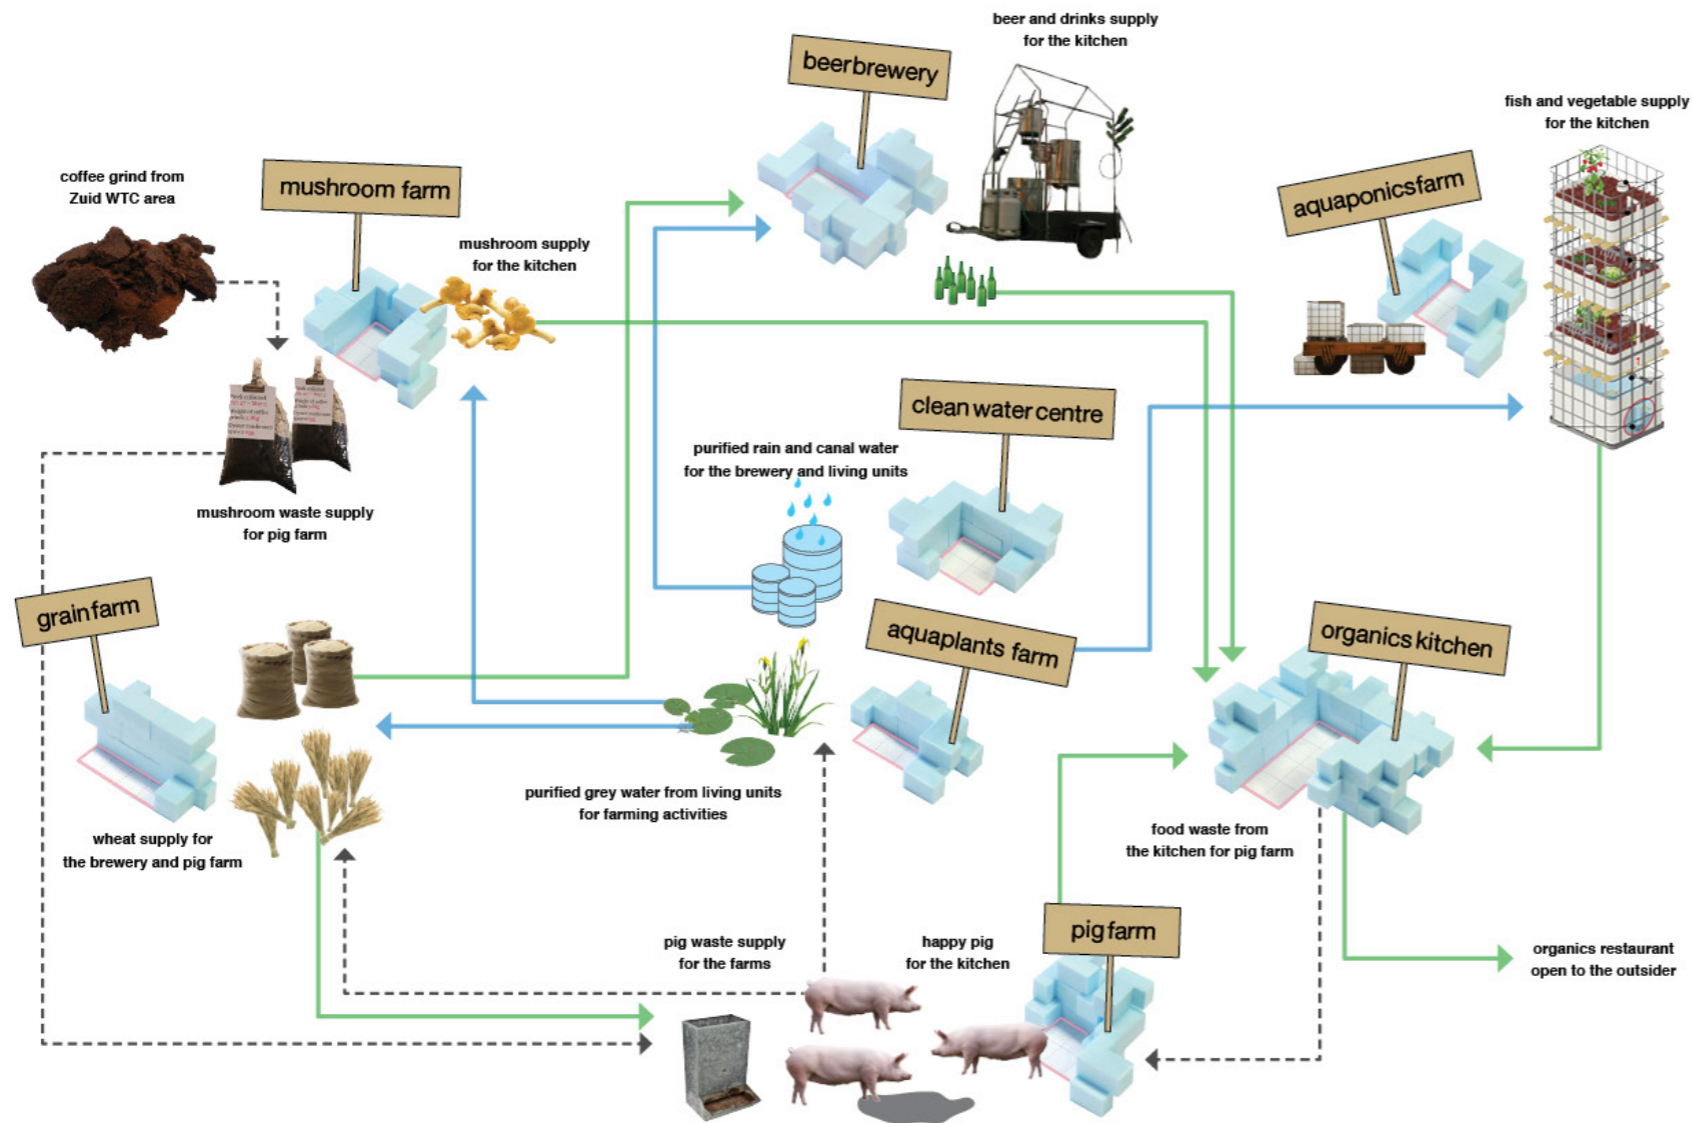 beer and drinks supply
for the kitchen
beerbrewery
fish and vegetable supply
for the kitchen
coffee grind from
Zuid WTC area
mushroom farm
aquaponicsfarm
mushroom supply
for the kitchen
clean water centre
purified rain and canal water
for the brewery and living units
mushroom waste supply
for pig farm
grainfarm
aquaplants farm
organics kitchen
purified grey water from living units
for farming activities
wheat supply for
the brewery and pig farm
food waste from
the kitchen for pig farm
pig waste supply
for the farms
happy pig
for the kitchen
pigfarm
organics restaurant
open to the outsider